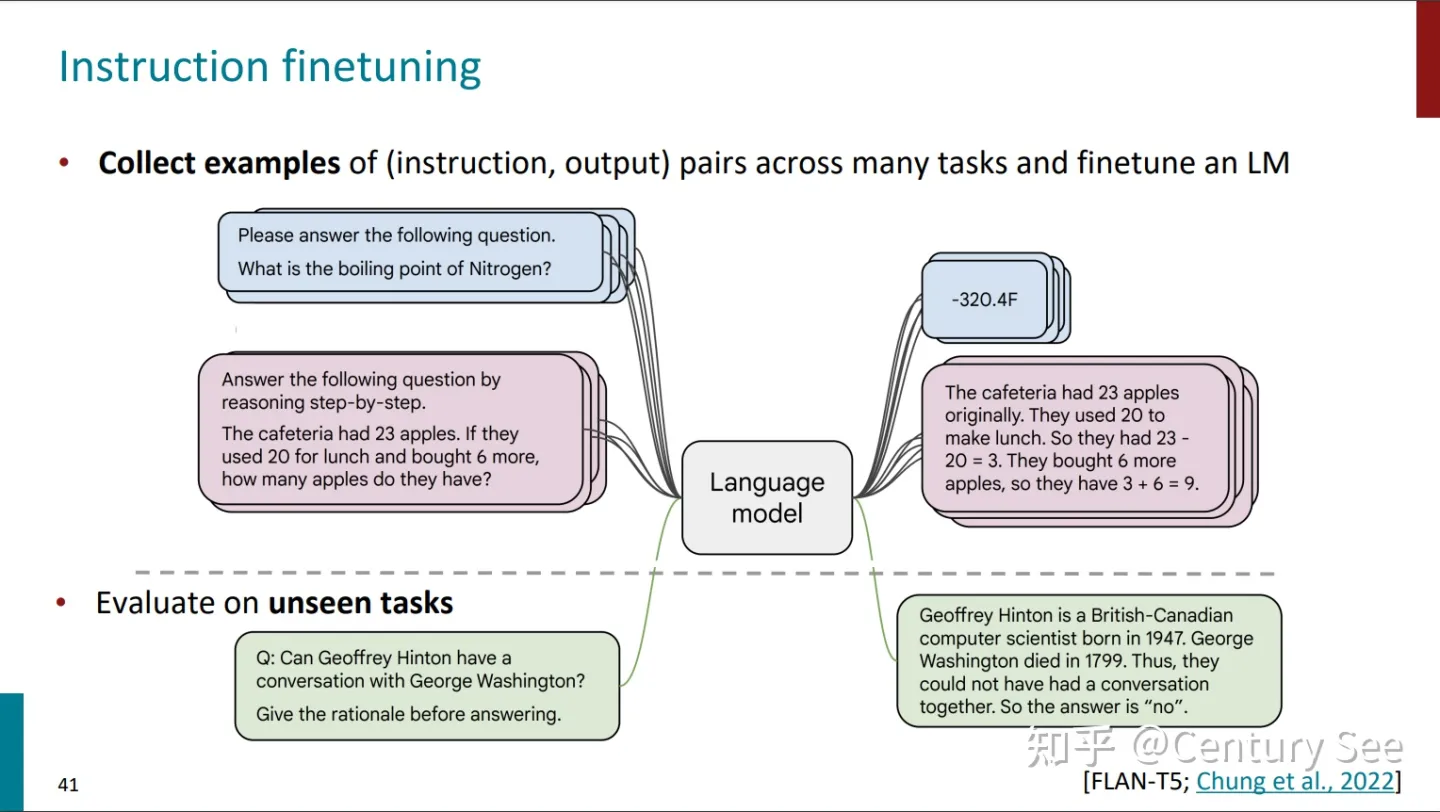 Instruction finetuning
• Collect examples of (instruction, output) pairs across many tasks and finetune an LM
Please answer the following question.
What is the boiling point of Nitrogen?
-320.4F
Answer the following question by
reasoning step-by-step.
The cafeteria had 23 apples. If they
used 20 for lunch and bought 6 more,
how many apples do they have?
Language
model
The cafeteria had 23 apples
originally. They used 20 to
make lunch. So they had 23 -
20 = 3. They bought 6 more
apples, so they have 3 + 6 = 9.
• Evaluate on unseen tasks
Q: Can Geoffrey Hinton have a
conversation with George Washington?
Give the rationale before answering.
Geoffrey Hinton is a British-Canadian
computer scientist born in 1947. George
Washington died in 1799. Thus, they
could not have had a conversation
together. So the answer is “no”.
知乎 @Century See
41
[FLAN-T5; Chung et al., 2022]